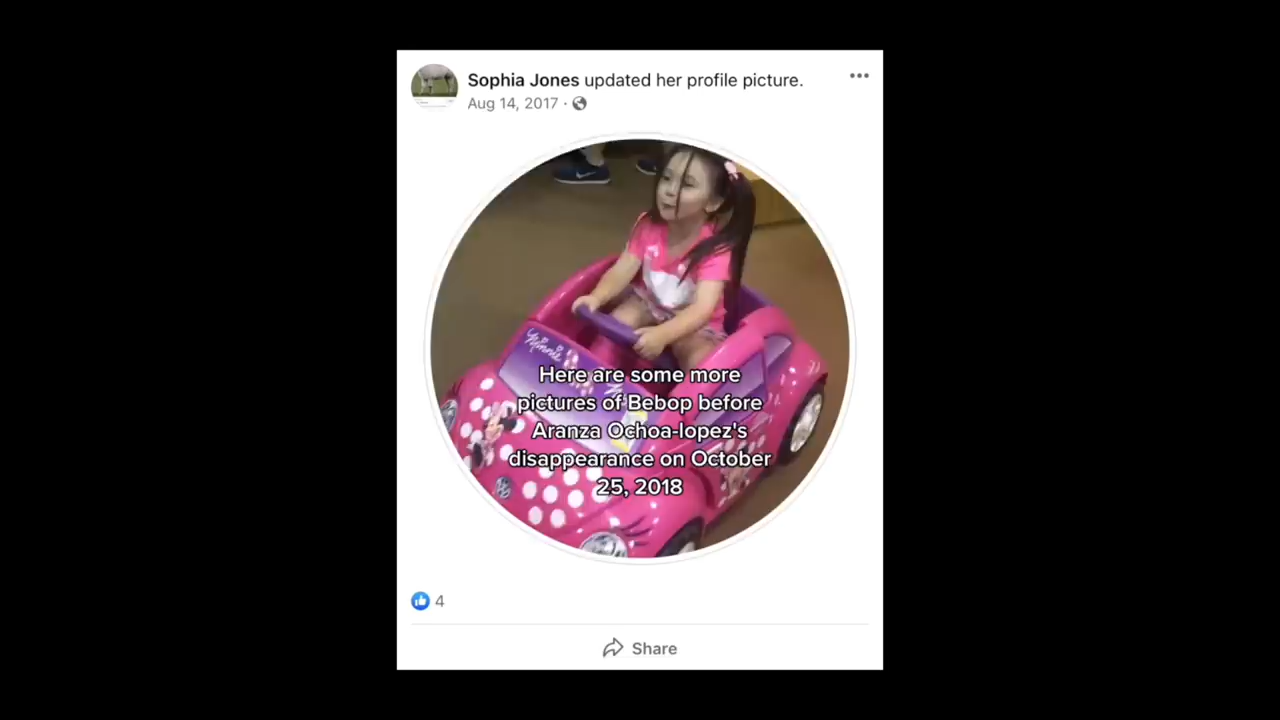 Sophia Jones updated her profile picture.
Aug 14, 2017 ·
Minnie
Here are some more
pictures of Bebop before
Aranza Ochoa-lopez's
disappearance on October
25, 2018
4
Share